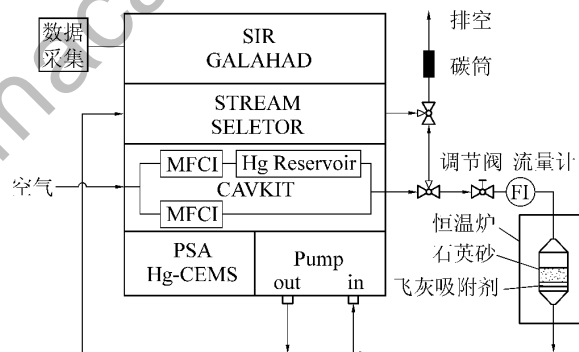 数据
采集
SIR
GALAHAD
排空
碳筒
STREAM
SELETOR
MFCI
Hg Reservoir
空气
CAVKIT
MFCI
调节阀 流量计
FI
恒温炉
石英砂
飞灰吸附剂
PSA
Hg-CEMS
Pump
out
in